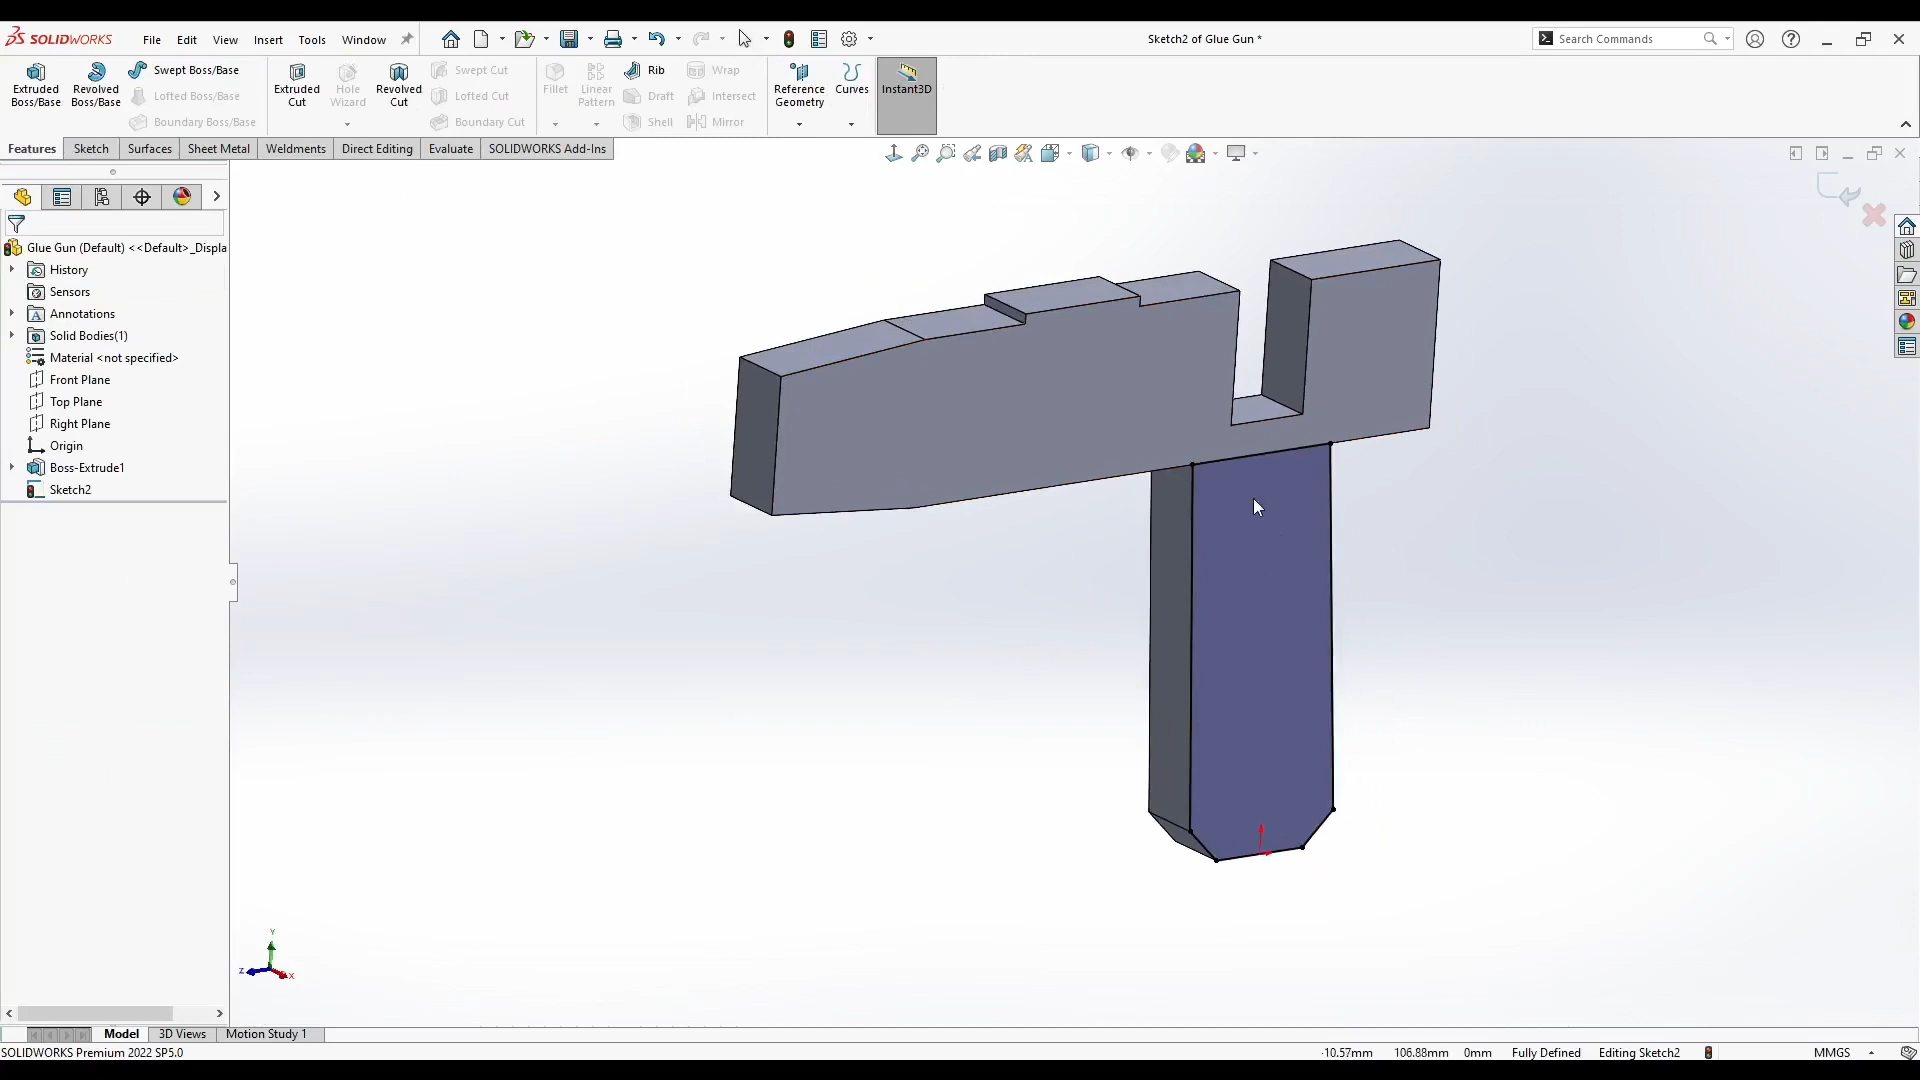 SOLIDWORKS File Edit View Insert Tools Window Sketch2 of Glue Gun * Search Commands
Extruded Boss/Base
Revolved Boss/Base
Swept Boss/Base
Lofted Boss/Base
Boundary Boss/Base
Extruded Cut
Hole Wizard
Revolved Cut
Swept Cut
Lofted Cut
Boundary Cut
Fillet
Linear Pattern
Rib
Draft
Shell
Wrap
Intersect
Mirror
Reference Geometry
Curves
Instant3D
Features Sketch Surfaces Sheet Metal Weldments Direct Editing Evaluate SOLIDWORKS Add-Ins
Glue Gun (Default) <<Default>_Displa
History
Sensors
Annotations
Solid Bodies(1)
Material <not specified>
Front Plane
Top Plane
Right Plane
Origin
Boss-Extrude1
Sketch2
Y
Z
X
Model 3D Views Motion Study 1
SOLIDWORKS Premium 2022 SP5.0 -10.57mm 106.88mm 0mm Fully Defined Editing Sketch2 MMGS